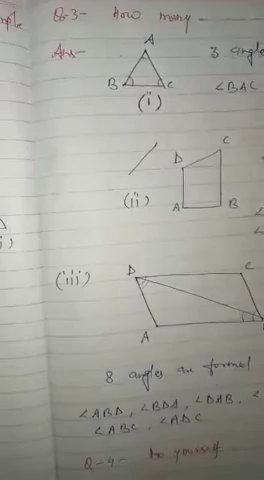 Q-3- How many -
Ans-
A
3 angle
B C
∠BAC
(i)
C
D
(ii) A B
∠
∠
i)
(iii) D C
A
8 angles are formed
∠ABD, ∠BDA, ∠DAB, ∠
∠ABC, ∠ADC
Q-4- Do yourself